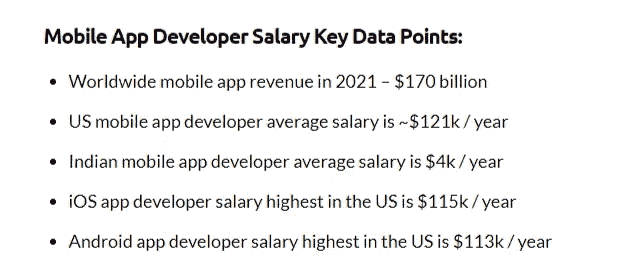 Mobile App Developer Salary Key Data Points:
• Worldwide mobile app revenue in 2021 – $170 billion
• US mobile app developer average salary is ~$121k / year
• Indian mobile app developer average salary is $4k / year
• iOS app developer salary highest in the US is $115k / year
• Android app developer salary highest in the US is $113k / year